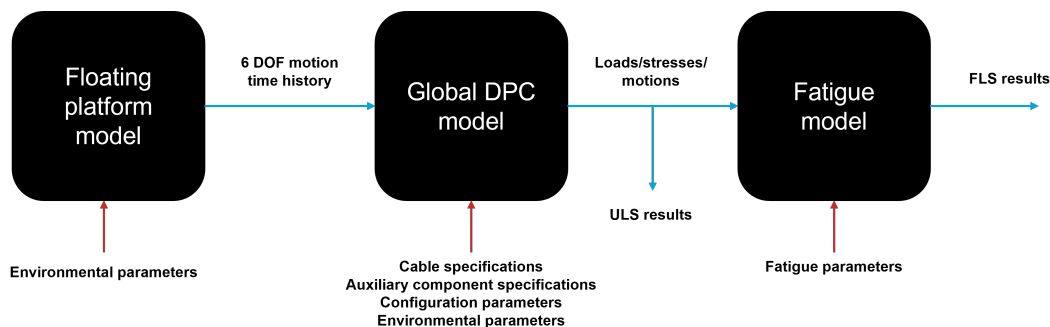 Floating
platform
model
6 DOF motion
time history
Global DPC
model
Loads/stresses/
motions
Fatigue
model
FLS results
ULS results
Environmental parameters
Cable specifications
Auxiliary component specifications
Configuration parameters
Environmental parameters
Fatigue parameters